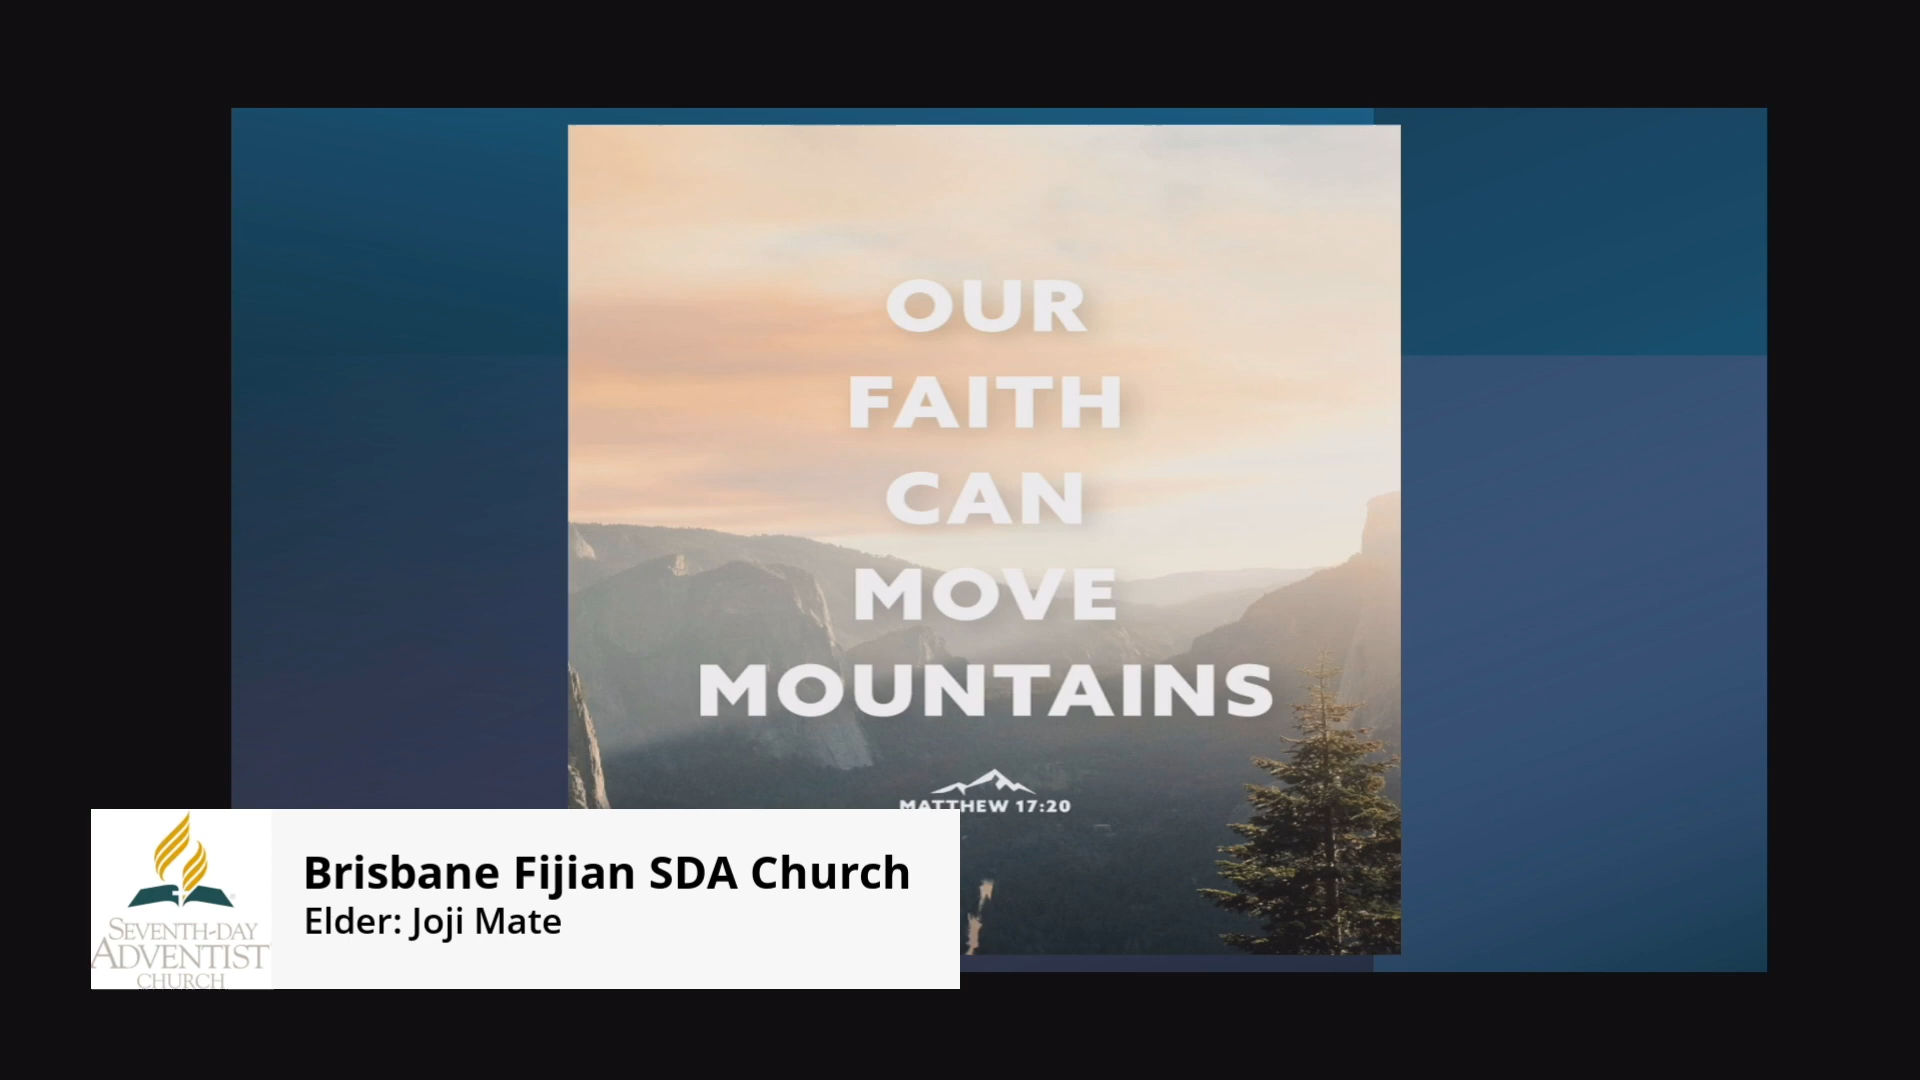 OUR
FAITH
CAN
MOVE
MOUNTAINS
MATTHEW 17:20
Brisbane Fijian SDA Church
Elder: Joji Mate
SEVENTH-DAY
ADVENTIST
CHURCH